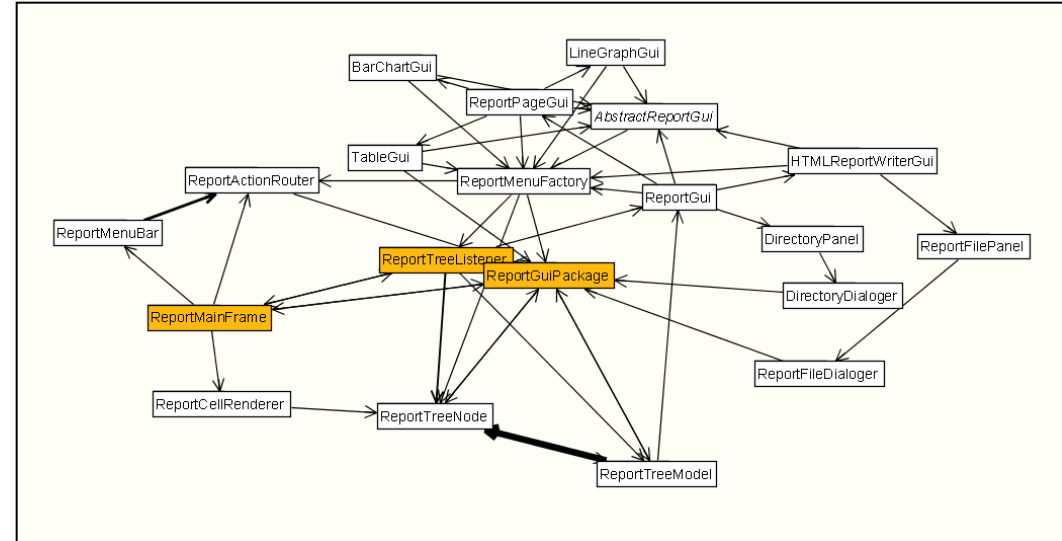 LineGraphGui
BarChartGui
ReportPageGui
AbstractReportGui
TableGui
HTMLReportWriterGui
ReportActionRouter
ReportMenuFactory
ReportGui
ReportMenuBar
DirectoryPanel
ReportFilePanel
ReportTreeListener
ReportGuiPackage
DirectoryDialoger
ReportMainFrame
ReportFileDialoger
ReportCellRenderer
ReportTreeNode
ReportTreeModel